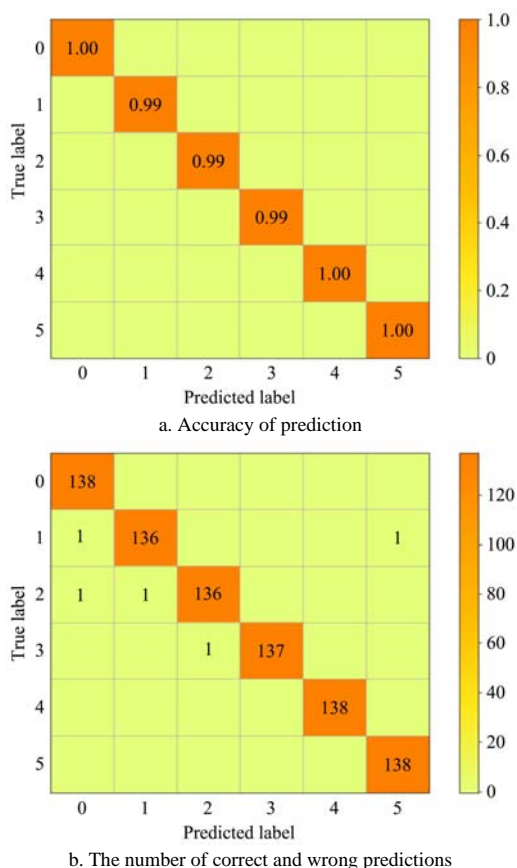 1.0
0 1.00
1 0.99
0.8
2 0.99
0.6
True label
3 0.99
0.4
4 1.00
0.2
5 1.00
0
0 1 2 3 4 5
Predicted label
a. Accuracy of prediction
0 138
120
1 1 136 1
100
2 1 1 136
80
True label
3 1 137
60
4 138
40
20
5 138
0
0 1 2 3 4 5
Predicted label
b. The number of correct and wrong predictions